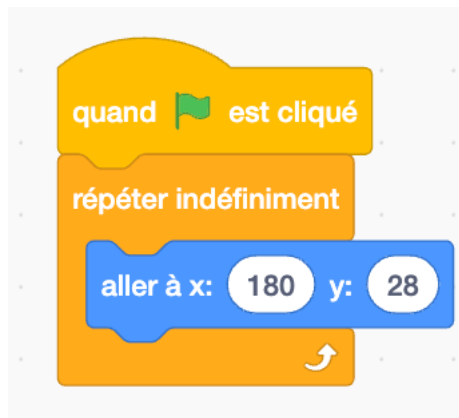 quand est cliqué
répéter indéfiniment
aller à x: 180 y: 28